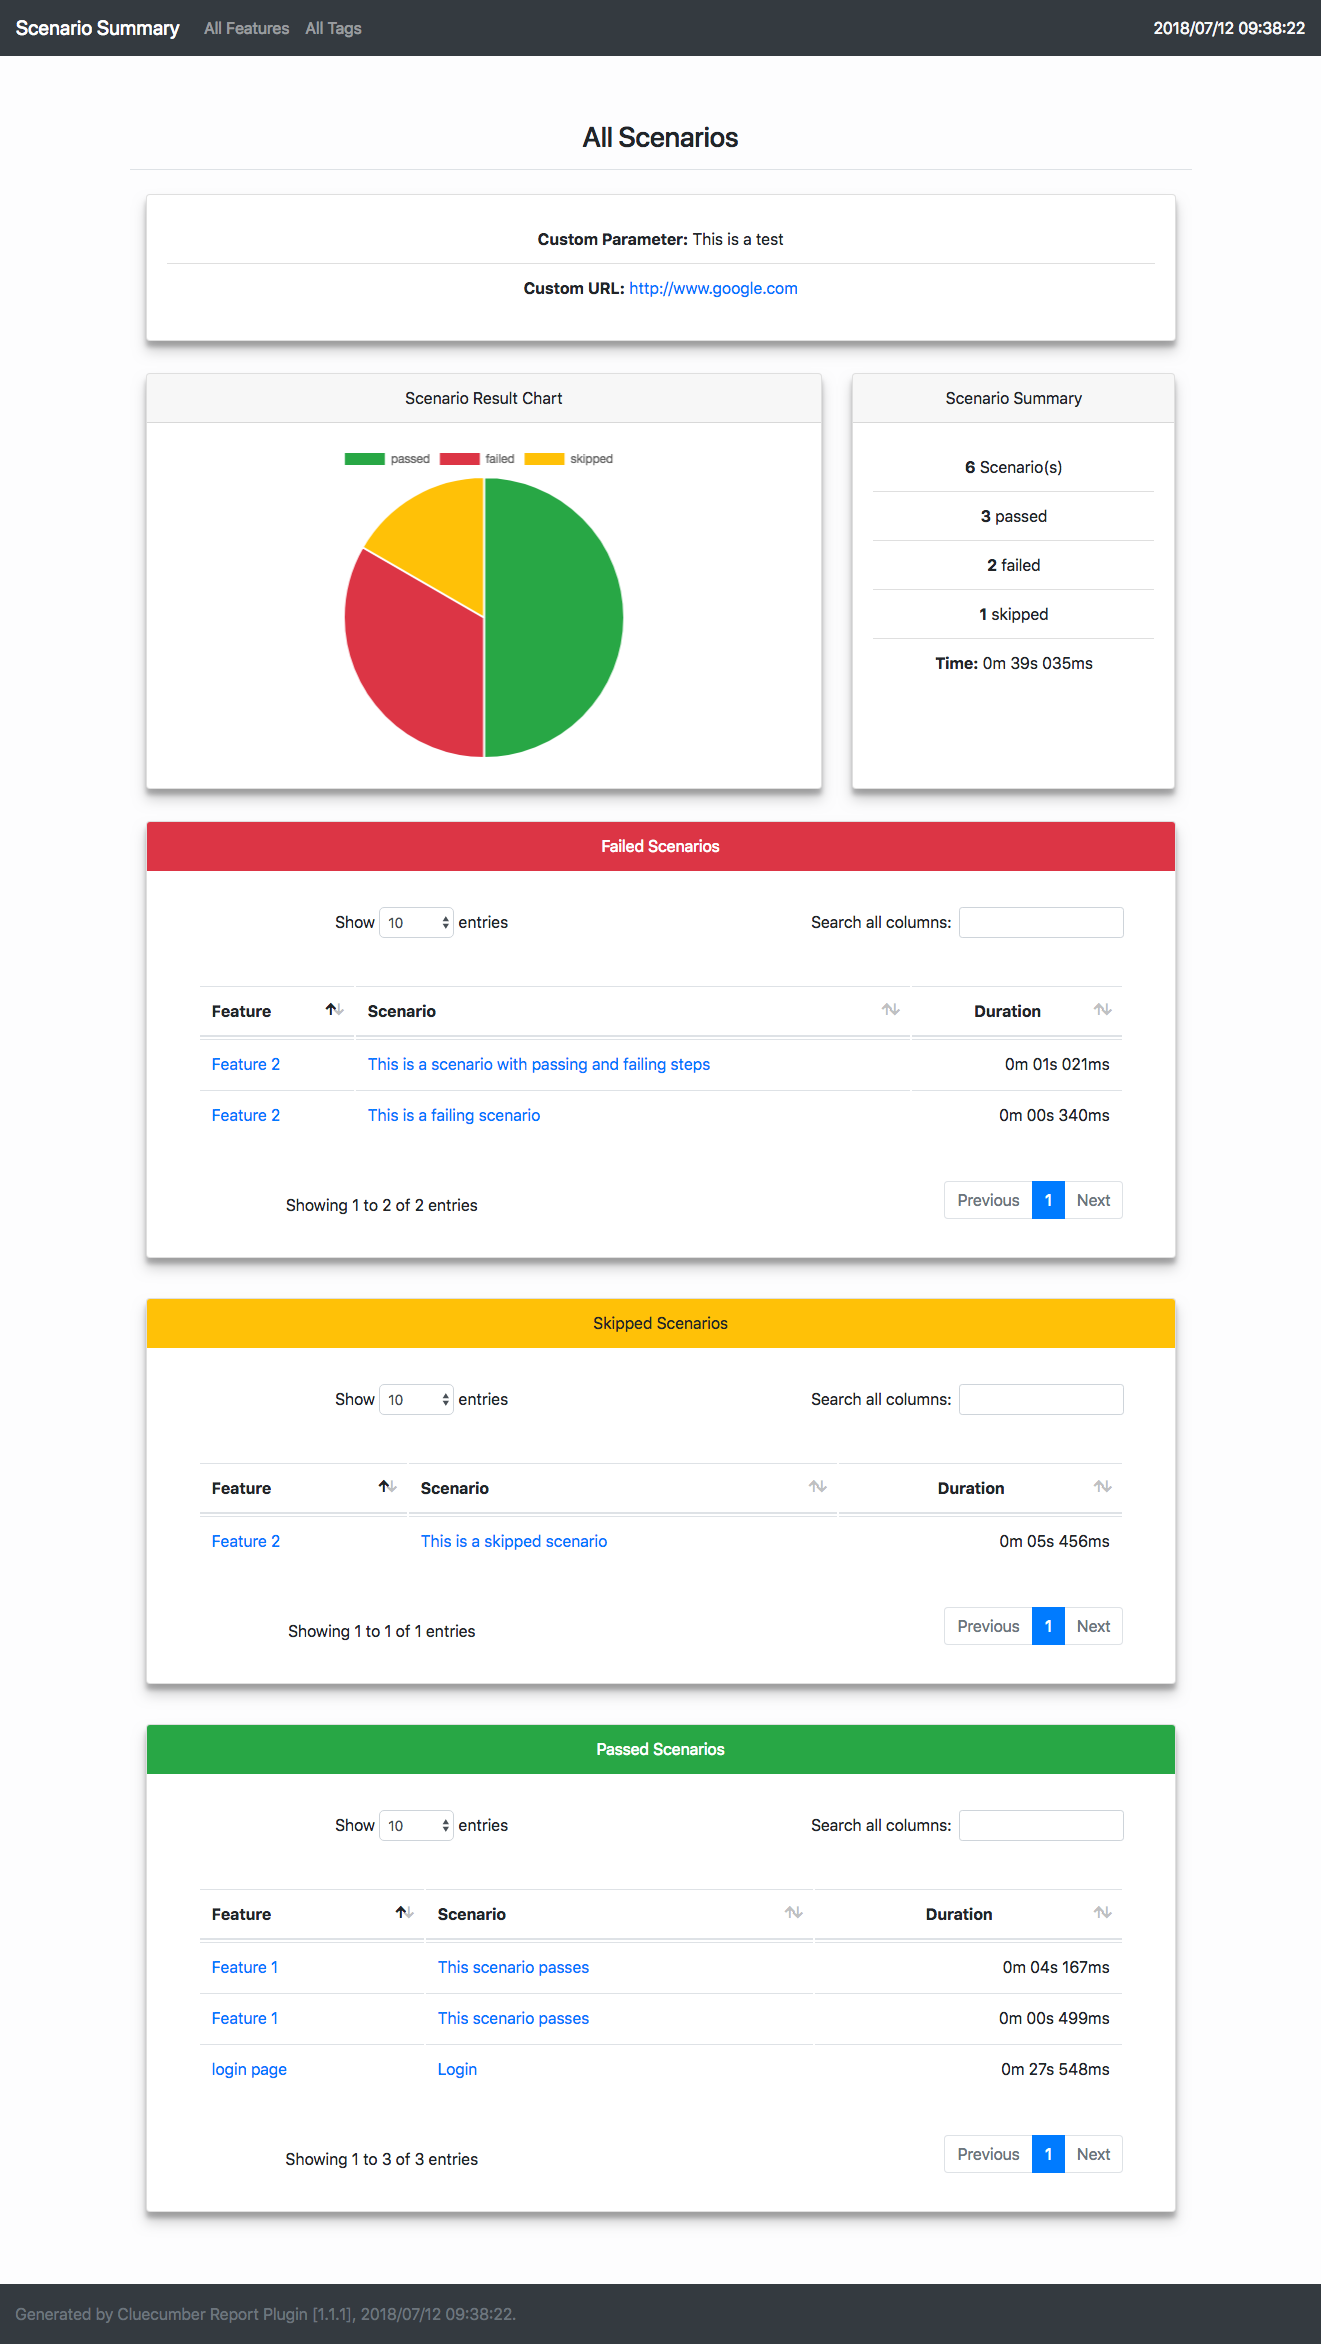 Scenario Summary All Features All Tags 2018/07/12 09:38:22
All Scenarios
Custom Parameter: This is a test
Custom URL: http://www.google.com
Scenario Result Chart
passed failed skipped
Scenario Summary
6 Scenario(s)
3 passed
2 failed
1 skipped
Time: 0m 39s 035ms
Failed Scenarios
Show 10 entries Search all columns:
Feature Scenario Duration
Feature 2 This is a scenario with passing and failing steps 0m 01s 021ms
Feature 2 This is a failing scenario 0m 00s 340ms
Showing 1 to 2 of 2 entries Previous 1 Next
Skipped Scenarios
Show 10 entries Search all columns:
Feature Scenario Duration
Feature 2 This is a skipped scenario 0m 05s 456ms
Showing 1 to 1 of 1 entries Previous 1 Next
Passed Scenarios
Show 10 entries Search all columns:
Feature Scenario Duration
Feature 1 This scenario passes 0m 04s 167ms
Feature 1 This scenario passes 0m 00s 499ms
login page Login 0m 27s 548ms
Showing 1 to 3 of 3 entries Previous 1 Next
Generated by Cluecumber Report Plugin [1.1.1], 2018/07/12 09:38:22.